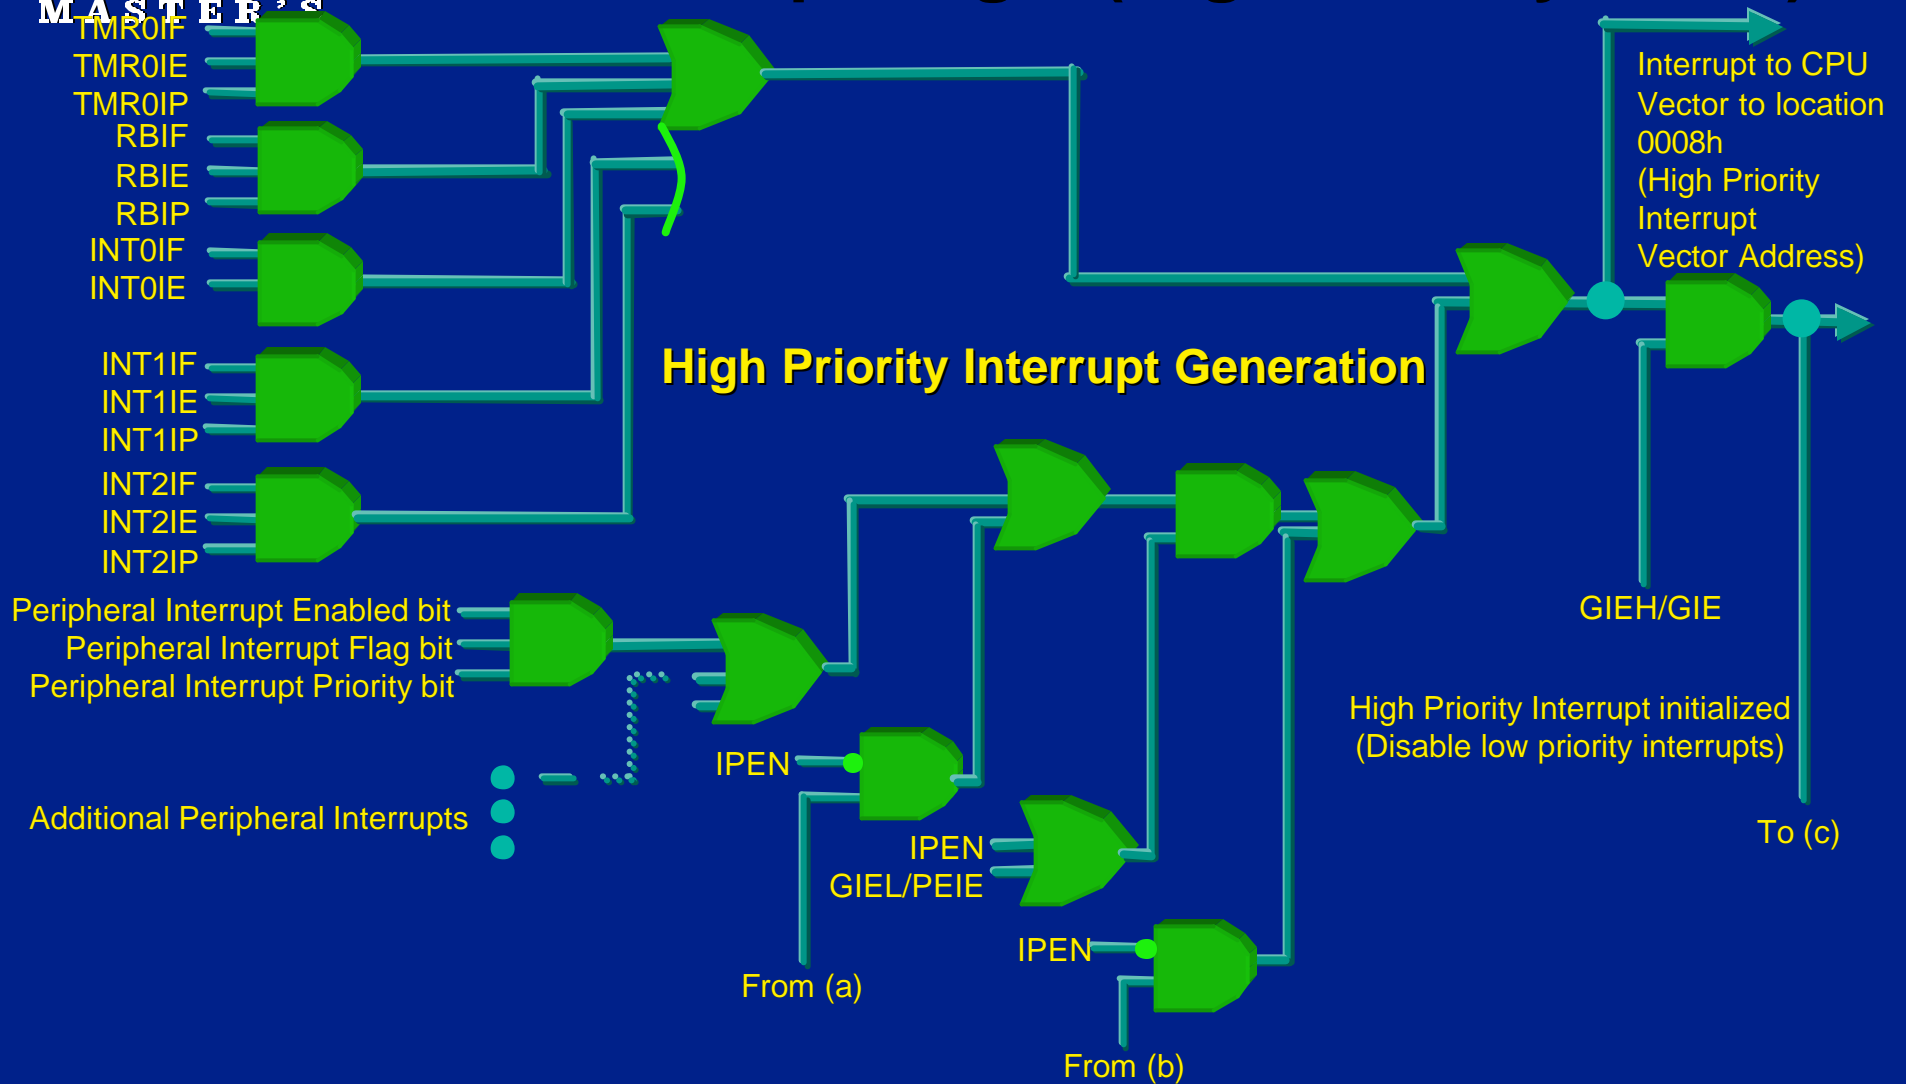 MASTER'S
TMR0IF
TMR0IE
TMR0IP
RBIF
RBIE
RBIP
INT0IF
INT0IE
INT1IF
INT1IE
INT1IP
INT2IF
INT2IE
INT2IP
Interrupt to CPU
Vector to location
0008h
(High Priority
Interrupt
Vector Address)
High Priority Interrupt Generation
GIEH/GIE
Peripheral Interrupt Enabled bit
Peripheral Interrupt Flag bit
Peripheral Interrupt Priority bit
High Priority Interrupt initialized
(Disable low priority interrupts)
IPEN
Additional Peripheral Interrupts
To (c)
IPEN
GIEL/PEIE
IPEN
From (a)
From (b)